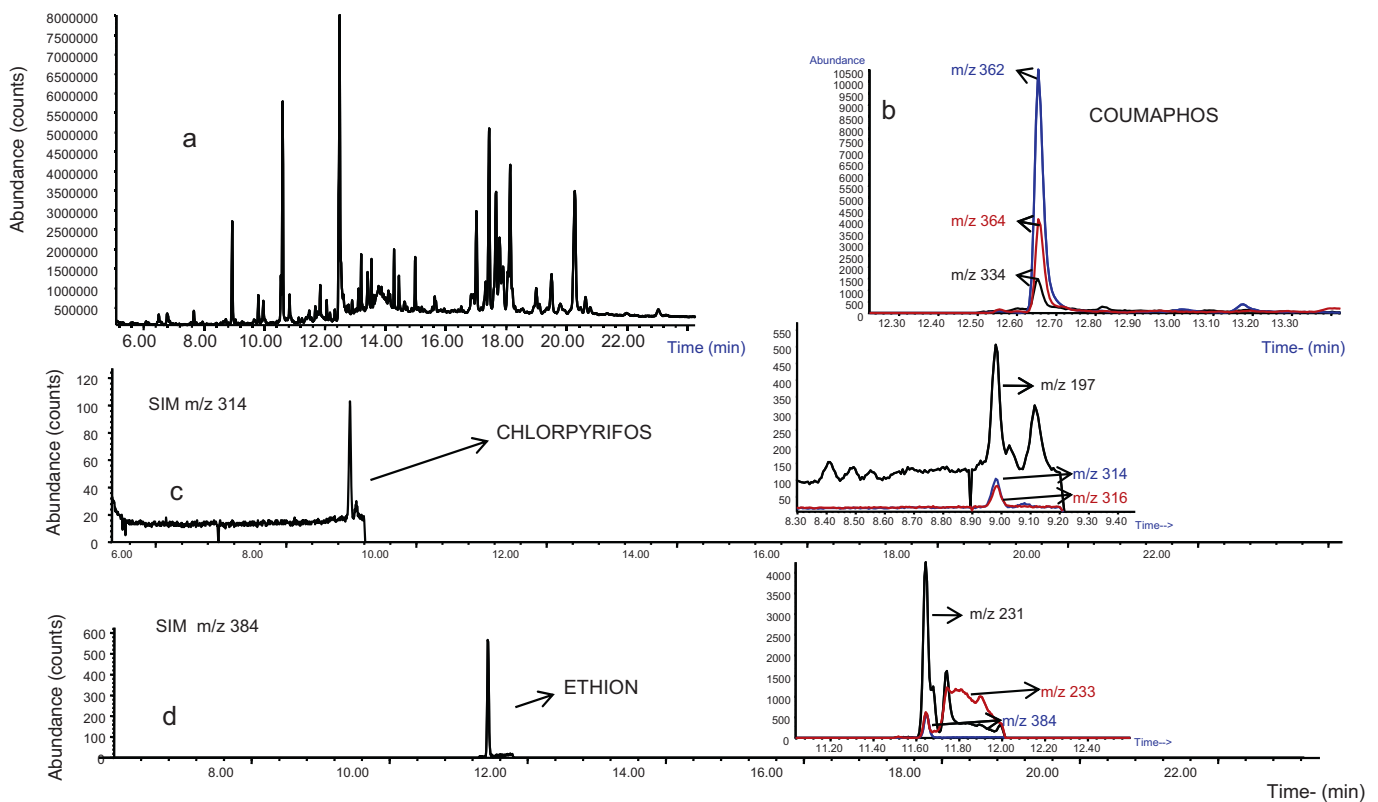 Abundance (counts)
8000000
7500000
7000000
6500000
6000000
5500000
5000000
4500000
4000000
3500000
3000000
2500000
2000000
1500000
1000000
500000
a
6.00 8.00 10.00 12.00 14.00 16.00 18.00 20.00 22.00
Time (min)
Abundance
10500
10000
9500
9000
8500
8000
7500
7000
6500
6000
5500
5000
4500
4000
3500
3000
2500
2000
1500
1000
500
0
m/z 362
b
COUMAPHOS
m/z 364
m/z 334
12.30 12.40 12.50 12.60 12.70 12.80 12.90 13.00 13.10 13.20 13.30
Time- (min)
Abundance (counts)
120
100
80
60
40
20
0
SIM m/z 314
CHLORPYRIFOS
c
6.00 8.00 10.00 12.00 14.00 16.00 18.00 20.00 22.00
550
500
450
400
350
300
250
200
150
100
50
m/z 197
m/z 314
m/z 316
8.30 8.40 8.50 8.60 8.70 8.80 8.90 9.00 9.10 9.20 9.30 9.40
Time-->
Abundance (counts)
600
500
400
300
200
100
0
SIM m/z 384
ETHION
d
8.00 10.00 12.00 14.00 16.00 18.00 20.00 22.00
Time- (min)
4000
3500
3000
2500
2000
1500
1000
500
0
m/z 231
m/z 233
m/z 384
11.20 11.40 11.60 11.80 12.00 12.20 12.40
Time-->